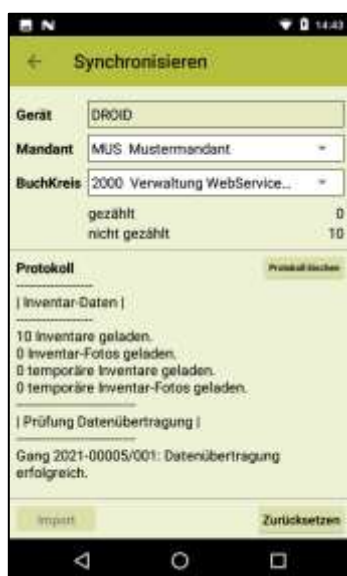 14:43
Synchronisieren
Gerät DROID
Mandant MUS Mustermandant
BuchKreis 2000 Verwaltung WebService...
gezählt 0
nicht gezählt 10
Protokoll Protokoll löschen
| Inventar-Daten |
10 Inventare geladen.
0 Inventar-Fotos geladen.
0 temporäre Inventare geladen.
0 temporäre Inventar-Fotos geladen.
| Prüfung Datenübertragung |
Gang 2021-00005/001: Datenübertragung
erfolgreich.
Import Zurücksetzen